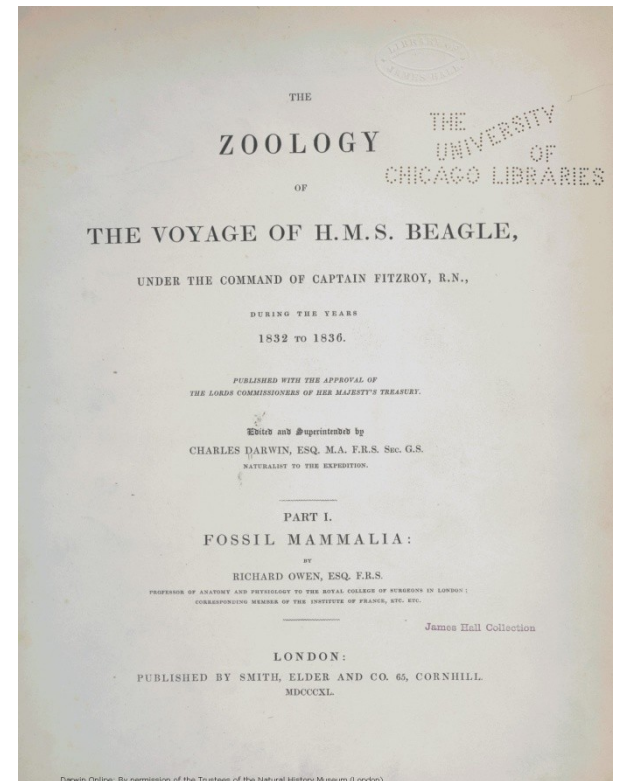 LIBRARY OF
JAMES HALL
THE
ZOOLOGY
OF
THE VOYAGE OF H.M.S. BEAGLE,
UNDER THE COMMAND OF CAPTAIN FITZROY, R.N.,
DURING THE YEARS
1832 TO 1836.
THE
UNIVERSITY
OF
CHICAGO LIBRARIES
PUBLISHED WITH THE APPROVAL OF
THE LORDS COMMISSIONERS OF HER MAJESTY'S TREASURY.
Edited and Superintended by
CHARLES DARWIN, ESQ. M.A. F.R.S. SEC. G.S.
NATURALIST TO THE EXPEDITION.
PART I.
FOSSIL MAMMALIA:
BY
RICHARD OWEN, ESQ. F.R.S.
PROFESSOR OF ANATOMY AND PHYSIOLOGY TO THE ROYAL COLLEGE OF SURGEONS IN LONDON;
CORRESPONDING MEMBER OF THE INSTITUTE OF FRANCE, ETC. ETC.
James Hall Collection
LONDON:
PUBLISHED BY SMITH, ELDER AND CO. 65, CORNHILL.
MDCCCXL.
Darwin Online: By permission of the Trustees of the Natural History Museum (London)